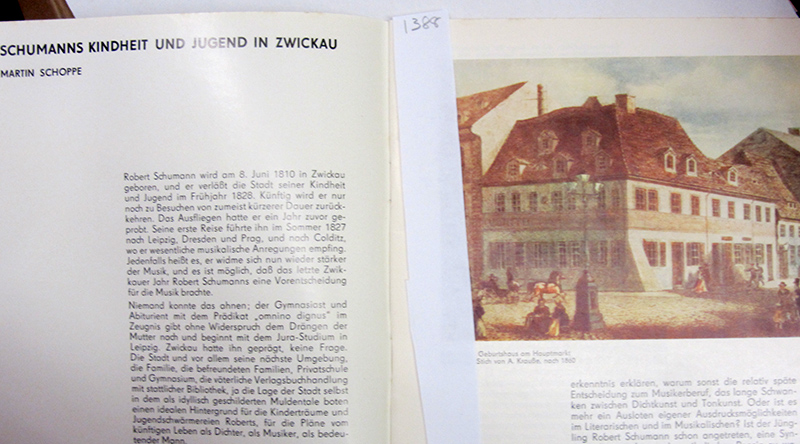 SCHUMANNS KINDHEIT UND JUGEND IN ZWICKAU
MARTIN SCHOPPE
Robert Schumann wird am 8. Juni 1810 in Zwickau
geboren, und er verläßt die Stadt seiner Kindheit
und Jugend im Frühjahr 1828. Künftig wird er nur
noch zu Besuchen von zumeist kürzerer Dauer zurück-
kehren. Das Ausfliegen hatte er ein Jahr zuvor ge-
probt. Seine erste Reise führte ihn im Sommer 1827
nach Leipzig, Dresden und Prag, und nach Colditz,
wo er wesentliche musikalische Anregungen empfing.
Jedenfalls heißt es, er widme sich nun wieder stärker
der Musik, und es ist möglich, daß das letzte Zwik-
kauer Jahr Robert Schumanns eine Vorentscheidung
für die Musik brachte.
Niemand konnte das ahnen; der Gymnasiast und
Abiturient mit dem Prädikat „omnino dignus“ im
Zeugnis gibt ohne Widerspruch dem Drängen der
Mutter nach und beginnt mit dem Jura-Studium in
Leipzig. Zwickau hatte ihn geprägt, keine Frage.
Die Stadt und vor allem seine nächste Umgebung,
die Familie, die befreundeten Familien, Privatschule
und Gymnasium, die väterliche Verlagsbuchhandlung
mit stattlicher Bibliothek, ja die Lage der Stadt selbst
in dem als idyllisch geschilderten Muldentale boten
einen idealen Hintergrund für die Kinderträume und
Jugendschwärmereien Roberts, für die Pläne vom
künftigen Leben als Dichter, als Musiker, als bedeu-
tender Mann.
1388
Geburtshaus am Hauptmarkt
Stich von A. Krauße, nach 1860
erkenntnis erklären, warum sonst die relativ späte
Entscheidung zum Musikerberuf, das lange Schwan-
ken zwischen Dichtkunst und Tonkunst. Oder ist es
mehr ein Ausloten eigener Ausdrucksmöglichkeiten
im Literarischen und im Musikalischen? Ist der Jüng-
ling Robert Schumann schon angetreten, eine Syn-